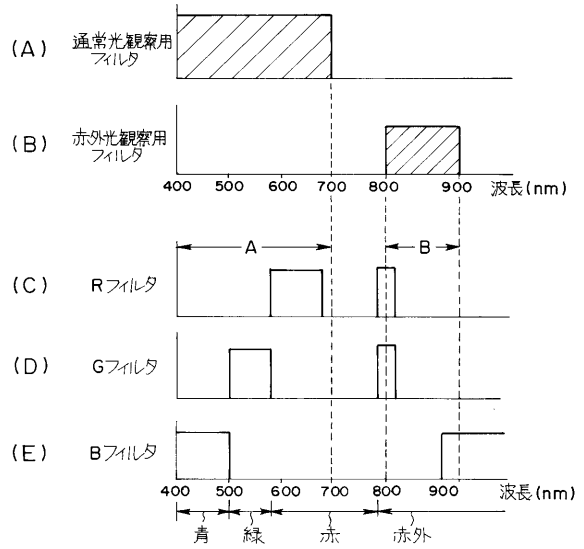 (A) 通常光観察用
フィルタ
(B) 赤外光観察用
フィルタ
400 500 600 700 800 900 波長(nm)
A B
(C) Rフィルタ
(D) Gフィルタ
(E) Bフィルタ
400 500 600 700 800 900 波長(nm)
青 緑 赤 赤外